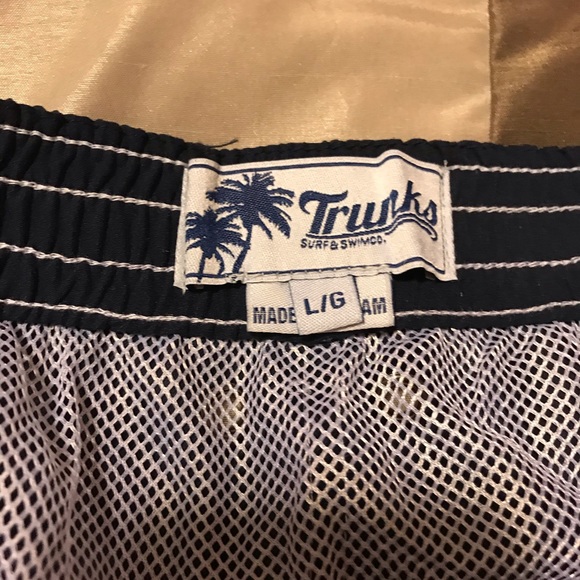 Trunks
SURF & SWIM CO.
MADE
L/G
AM